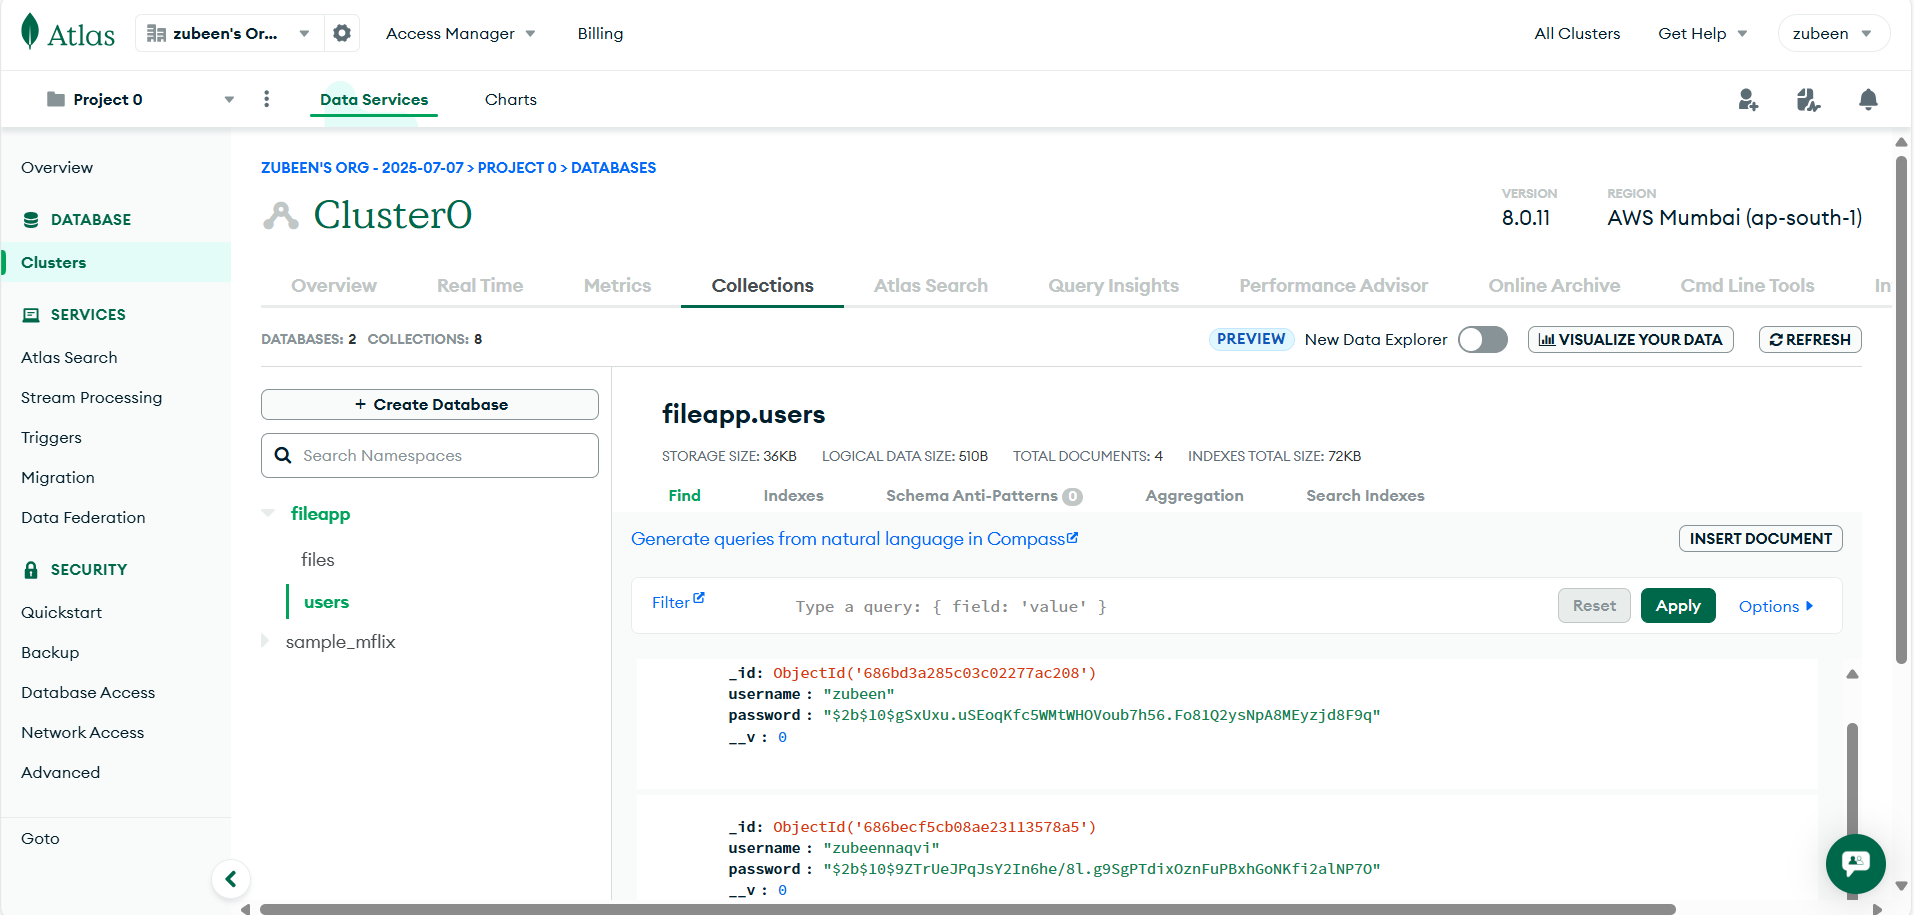 Atlas
zubeen's Or...
Access Manager
Billing
All Clusters
Get Help
zubeen
Project 0
Data Services
Charts
Overview
DATABASE
Clusters
SERVICES
Atlas Search
Stream Processing
Triggers
Migration
Data Federation
SECURITY
Quickstart
Backup
Database Access
Network Access
Advanced
Goto
ZUBEEN'S ORG - 2025-07-07 > PROJECT 0 > DATABASES
Cluster0
VERSION
8.0.11
REGION
AWS Mumbai (ap-south-1)
Overview
Real Time
Metrics
Collections
Atlas Search
Query Insights
Performance Advisor
Online Archive
Cmd Line Tools
In
DATABASES: 2 COLLECTIONS: 8
PREVIEW
New Data Explorer
VISUALIZE YOUR DATA
REFRESH
+ Create Database
Search Namespaces
fileapp
files
users
sample_mflix
fileapp.users
STORAGE SIZE: 36KB
LOGICAL DATA SIZE: 510B
TOTAL DOCUMENTS: 4
INDEXES TOTAL SIZE: 72KB
Find
Indexes
Schema Anti-Patterns 0
Aggregation
Search Indexes
Generate queries from natural language in Compass
INSERT DOCUMENT
Filter
Type a query: { field: 'value' }
Reset
Apply
Options
_id: ObjectId('686bd3a285c03c02277ac208')
username : "zubeen"
password : "$2b$10$gSxUxu.uSEoqKfc5WMtWHOVoub7h56.Fo81Q2ysNpA8MEyzjd8F9q"
__v : 0
_id: ObjectId('686becf5cb08ae23113578a5')
username : "zubeennaqvi"
password : "$2b$10$9ZTrUeJPqJsY2In6he/8l.g9SgPTdixOznFuPBxhGoNKfi2alNP7O"
__v : 0